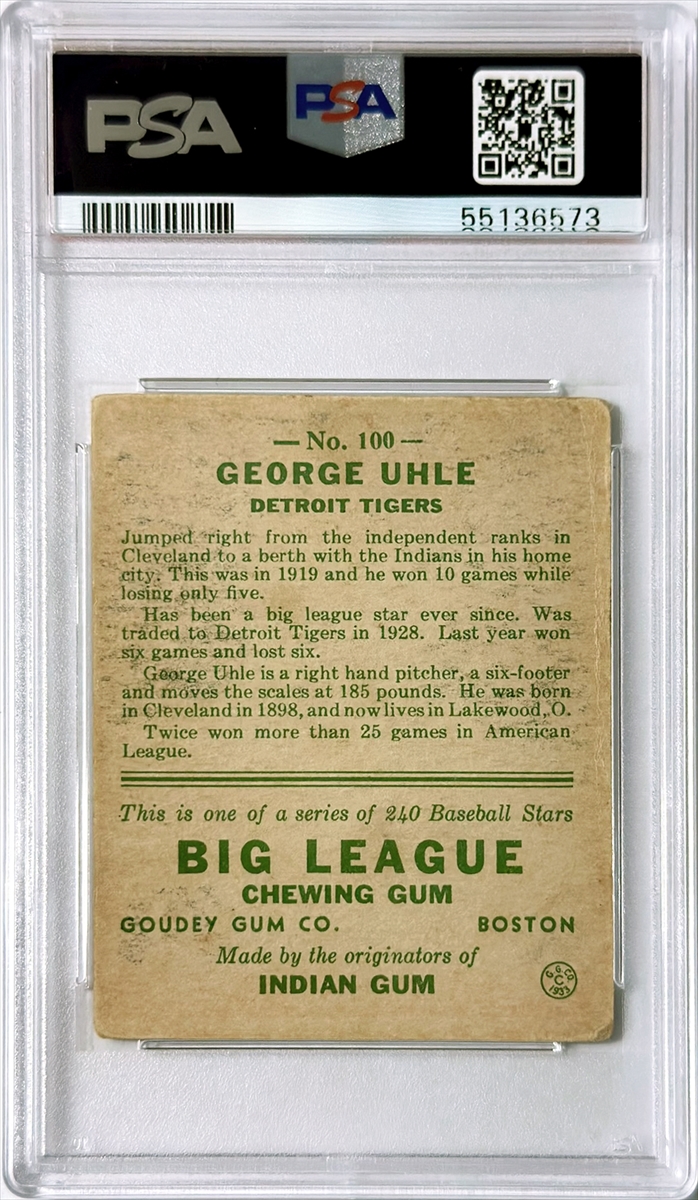 PSA
PSA
55136573
— No. 100 —
GEORGE UHLE
DETROIT TIGERS
Jumped right from the independent ranks in
Cleveland to a berth with the Indians in his home
city. This was in 1919 and he won 10 games while
losing only five.
Has been a big league star ever since. Was
traded to Detroit Tigers in 1928. Last year won
six games and lost six.
George Uhle is a right hand pitcher, a six-footer
and moves the scales at 185 pounds. He was born
in Cleveland in 1898, and now lives in Lakewood, O.
Twice won more than 25 games in American
League.
This is one of a series of 240 Baseball Stars
BIG LEAGUE
CHEWING GUM
GOUDEY GUM CO. BOSTON
Made by the originators of
INDIAN GUM
G. G. CO.
C
1933